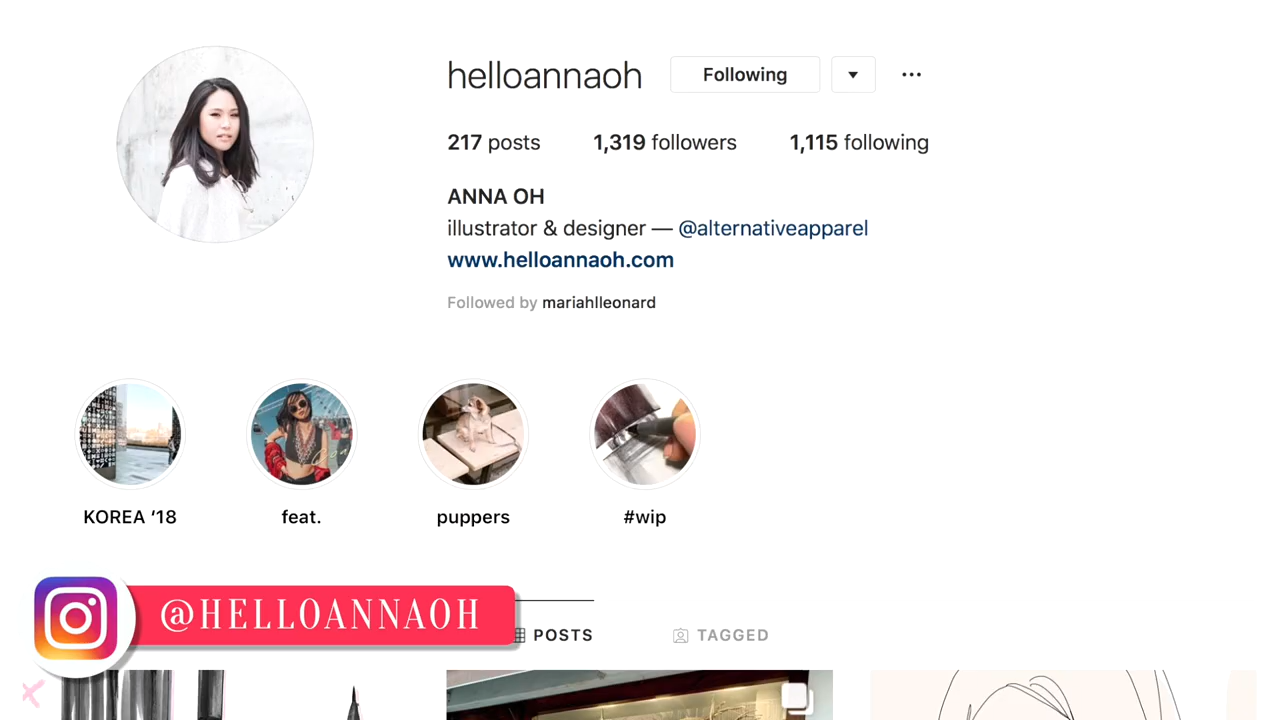 helloannaoh Following
217 posts 1,319 followers 1,115 following
ANNA OH
illustrator & designer — @alternativeapparel
www.helloannaoh.com
Followed by mariahlleonard
KOREA ‘18 feat. puppers #wip
@HELLOANNAOH
POSTS TAGGED